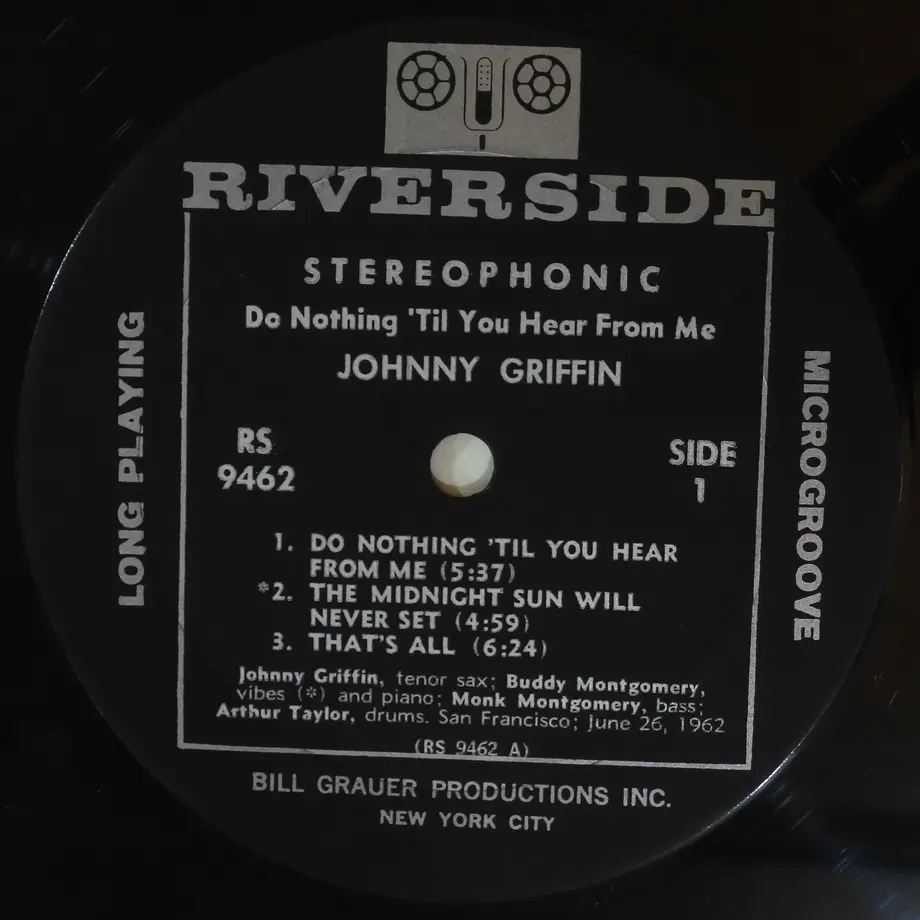 RIVERSIDE
STEREOPHONIC
Do Nothing 'Til You Hear From Me
JOHNNY GRIFFIN
RS
9462
SIDE
1
LONG PLAYING
MICROGROOVE
1. DO NOTHING 'TIL YOU HEAR
FROM ME (5:37)
*2. THE MIDNIGHT SUN WILL
NEVER SET (4:59)
3. THAT'S ALL (6:24)
Johnny Griffin, tenor sax; Buddy Montgomery,
vibes (*) and piano; Monk Montgomery, bass;
Arthur Taylor, drums. San Francisco; June 26, 1962
(RS 9462 A)
BILL GRAUER PRODUCTIONS INC.
NEW YORK CITY